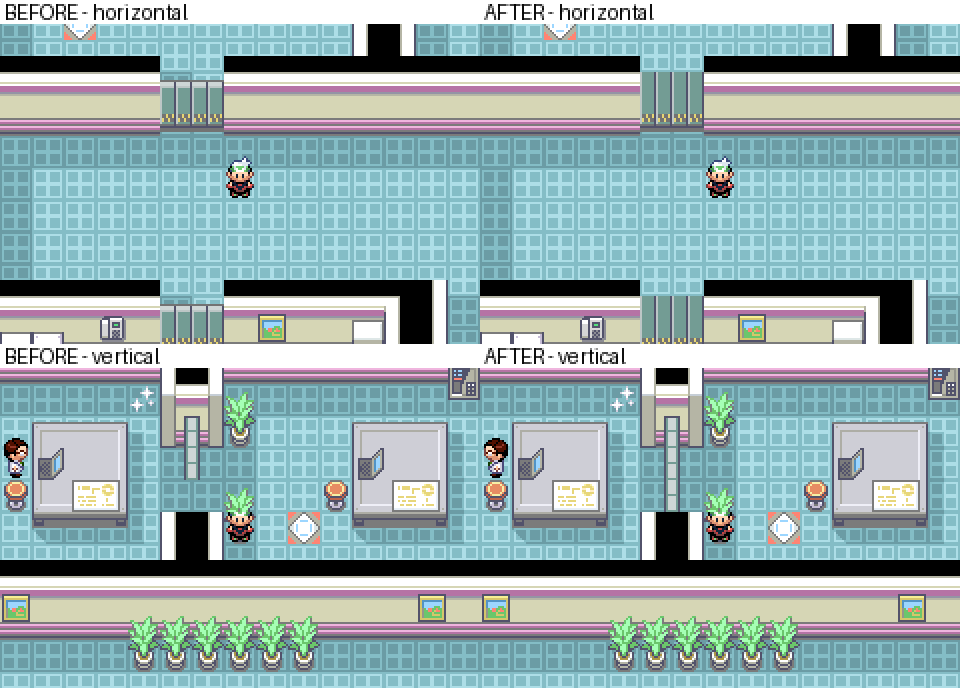 BEFORE - horizontal
AFTER - horizontal
BEFORE - vertical
AFTER - vertical